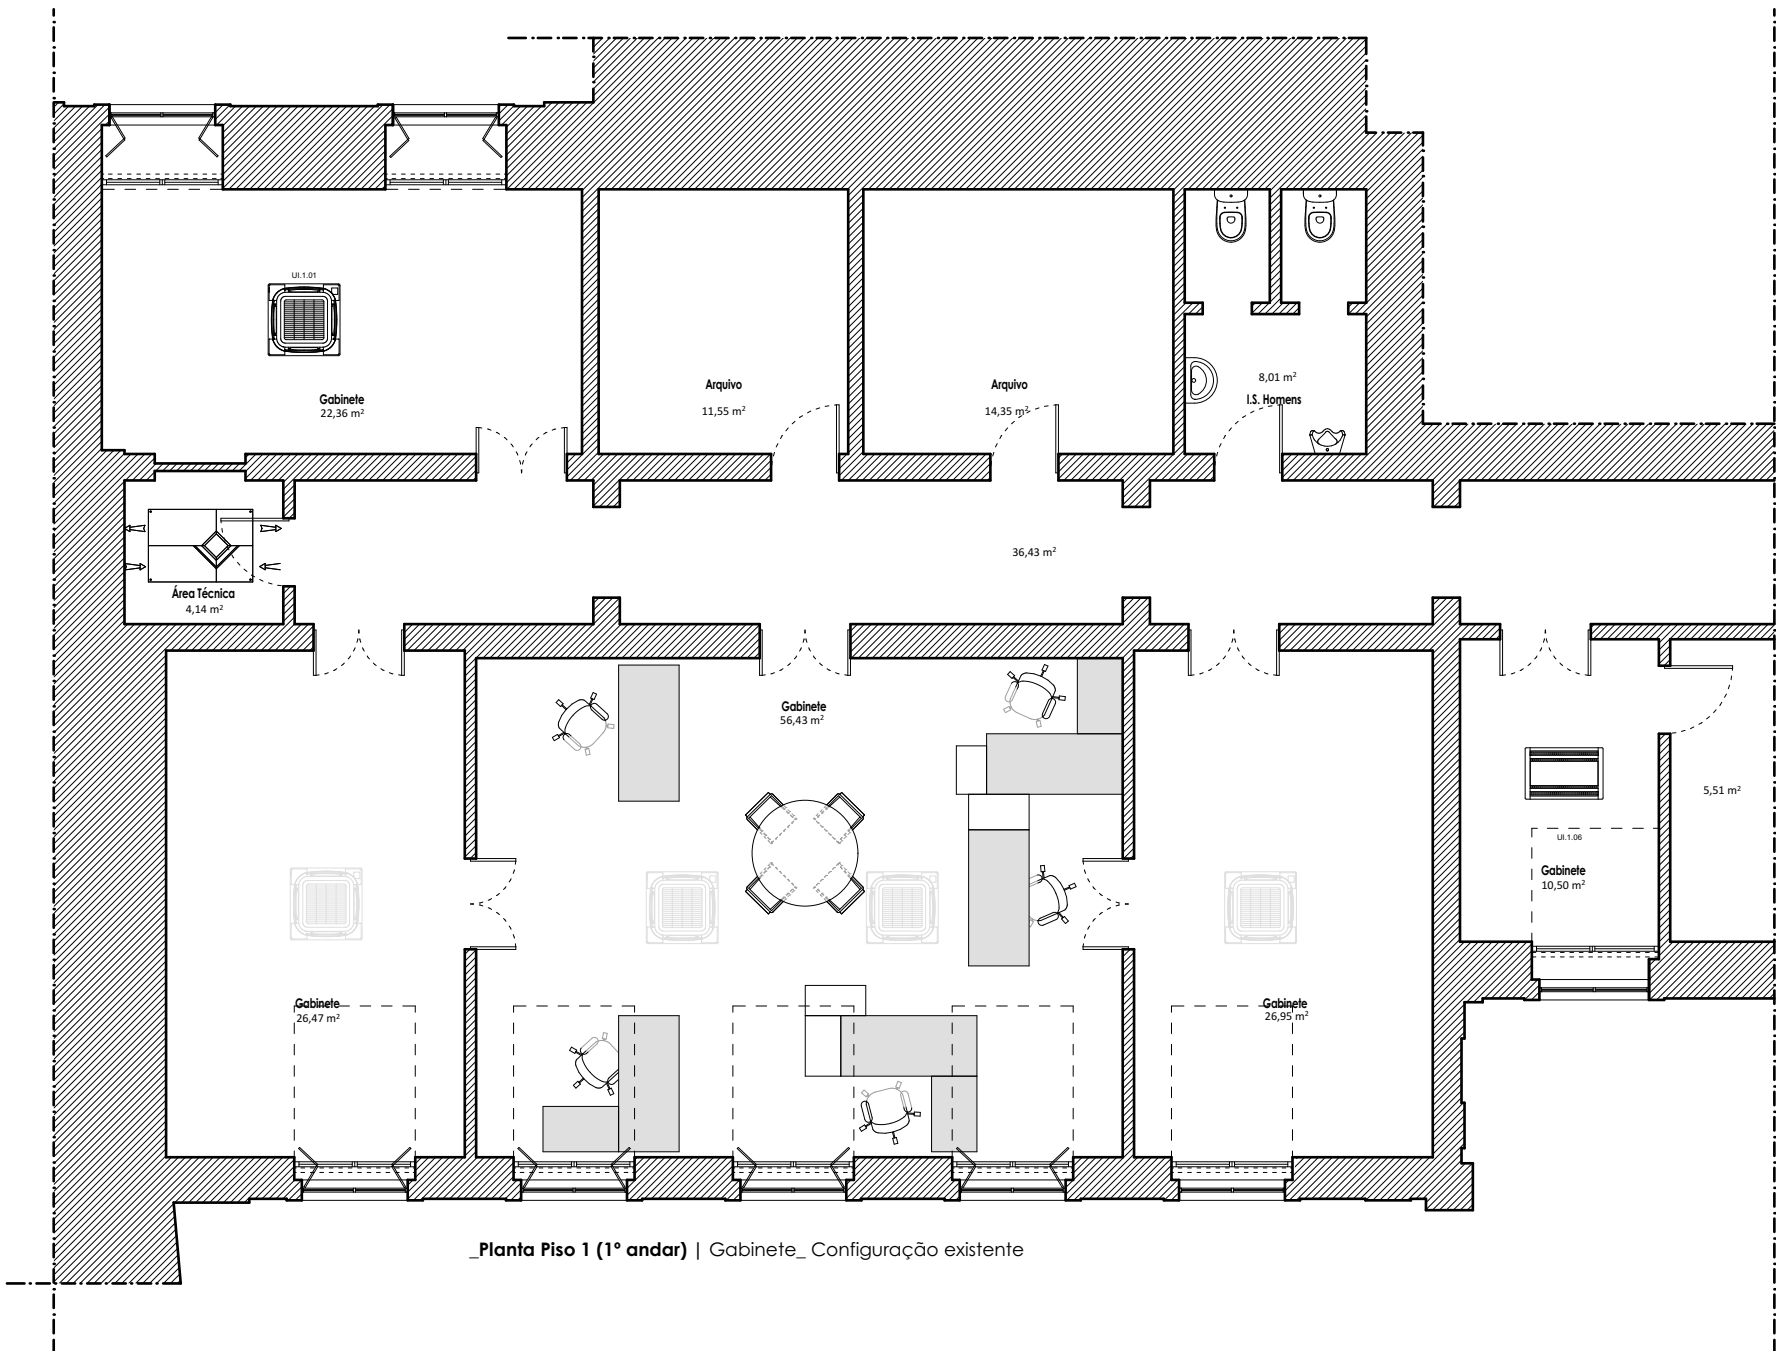 UI.1.01
Gabinete
22,36 m²
Arquivo
11,55 m²
Arquivo
14,35 m²
8,01 m²
I.S. Homens
36,43 m²
Área Técnica
4,14 m²
Gabinete
56,43 m²
5,51 m²
UI.1.06
Gabinete
10,50 m²
Gabinete
26,47 m²
Gabinete
26,95 m²
_Planta Piso 1 (1º andar) | Gabinete_ Configuração existente